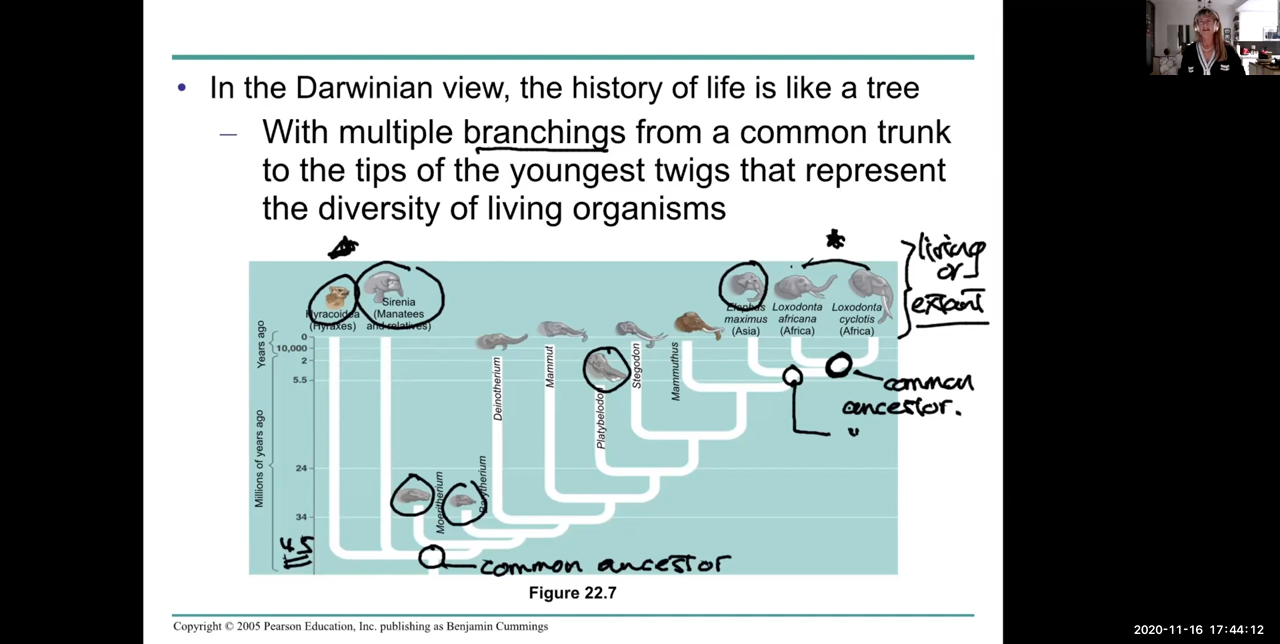 • In the Darwinian view, the history of life is like a tree
– With multiple branchings from a common trunk
to the tips of the youngest twigs that represent
the diversity of living organisms
living
or
extant
Hyracoidea
(Hyraxes)
Sirenia
(Manatees
and relatives)
Elephas
maximus
(Asia)
Loxodonta
africana
(Africa)
Loxodonta
cyclotis
(Africa)
Years ago
0
10,000
2
5.5
Millions of years ago
24
34
45
Deinotherium
Mammut
Platybelodon
Stegodon
Mammuthus
Moeritherium
Barytherium
common
ancestor.
"
common ancestor
Figure 22.7
Copyright © 2005 Pearson Education, Inc. publishing as Benjamin Cummings
2020-11-16 17:44:12